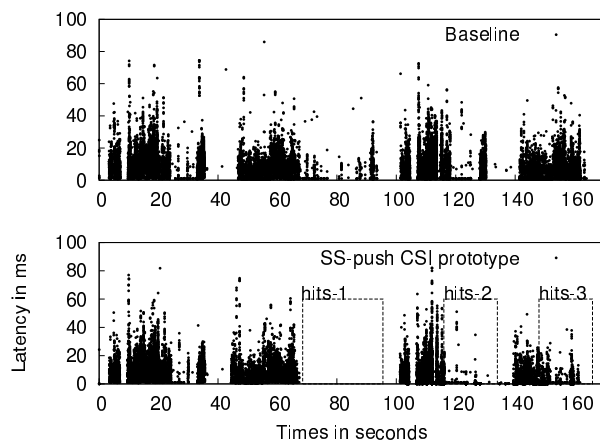 100
80
60
40
20
0
Baseline
0 20 40 60 80 100 120 140 160
Latency in ms
100
80
60
40
20
0
SS-push CSI prototype
hits-1 hits-2 hits-3
0 20 40 60 80 100 120 140 160
Times in seconds